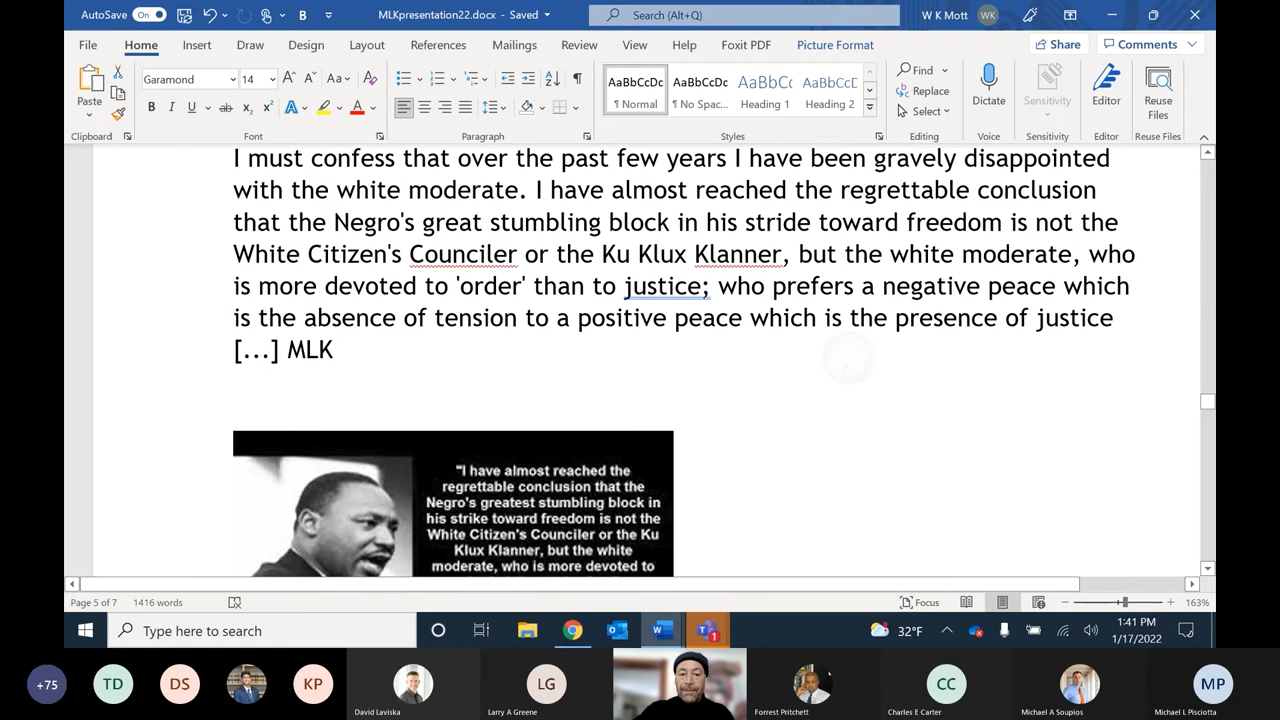 AutoSave On MLKpresentation22.docx - Saved Search (Alt+Q) W K Mott WK
File Home Insert Draw Design Layout References Mailings Review View Help Foxit PDF Picture Format Share Comments
Paste Garamond 14 Aa AaBbCcDc AaBbCcDc AaBbCc AaBbCcD Find Replace Select Dictate Sensitivity Editor Reuse Files
B I U ab x2 x2 A A ¶ Normal ¶ No Spac... Heading 1 Heading 2
Clipboard Font Paragraph Styles Editing Voice Sensitivity Editor Reuse Files
I must confess that over the past few years I have been gravely disappointed
with the white moderate. I have almost reached the regrettable conclusion
that the Negro's great stumbling block in his stride toward freedom is not the
White Citizen's Counciler or the Ku Klux Klanner, but the white moderate, who
is more devoted to 'order' than to justice; who prefers a negative peace which
is the absence of tension to a positive peace which is the presence of justice
[...] MLK
"I have almost reached the
regrettable conclusion that the
Negro's greatest stumbling block in
his strike toward freedom is not the
White Citizen's Counciler or the Ku
Klux Klanner, but the white
moderate, who is more devoted to
Page 5 of 7 1416 words Focus 163%
Type here to search 1 32°F 1:41 PM
1/17/2022
+75 TD DS KP LG CC MP
David Laviska Larry A Greene Forrest Pritchett Charles E Carter Michael A Soupios Michael L Pisciotta